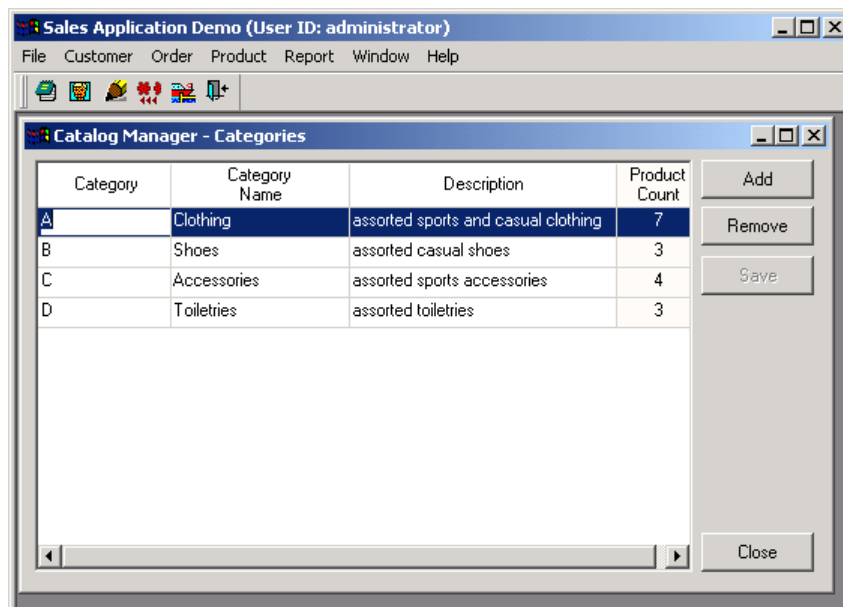 Sales Application Demo (User ID: administrator)
File Customer Order Product Report Window Help
Catalog Manager - Categories
Category Category Name Description Product Count
A Clothing assorted sports and casual clothing 7
B Shoes assorted casual shoes 3
C Accessories assorted sports accessories 4
D Toiletries assorted toiletries 3
Add
Remove
Save
Close